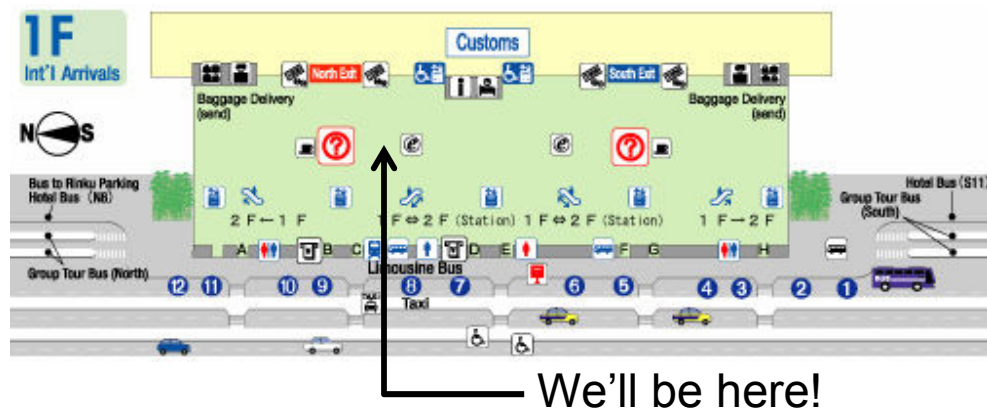 1F
Int'l Arrivals
Customs
North Exit
South Exit
i
Baggage Delivery
(send)
Baggage Delivery
(send)
N S
?
e
e
?
Bus to Rinku Parking
Hotel Bus (N6)
Hotel Bus (S11)
Group Tour Bus
(South)
2 F ← 1 F
1 F ⇔ 2 F (Station)
1 F ⇔ 2 F (Station)
1 F → 2 F
A B C D E F G H
Group Tour Bus (North)
Limousine Bus
12 11 10 9 8 7 6 5 4 3 2 1
TAXI
Taxi
We'll be here!